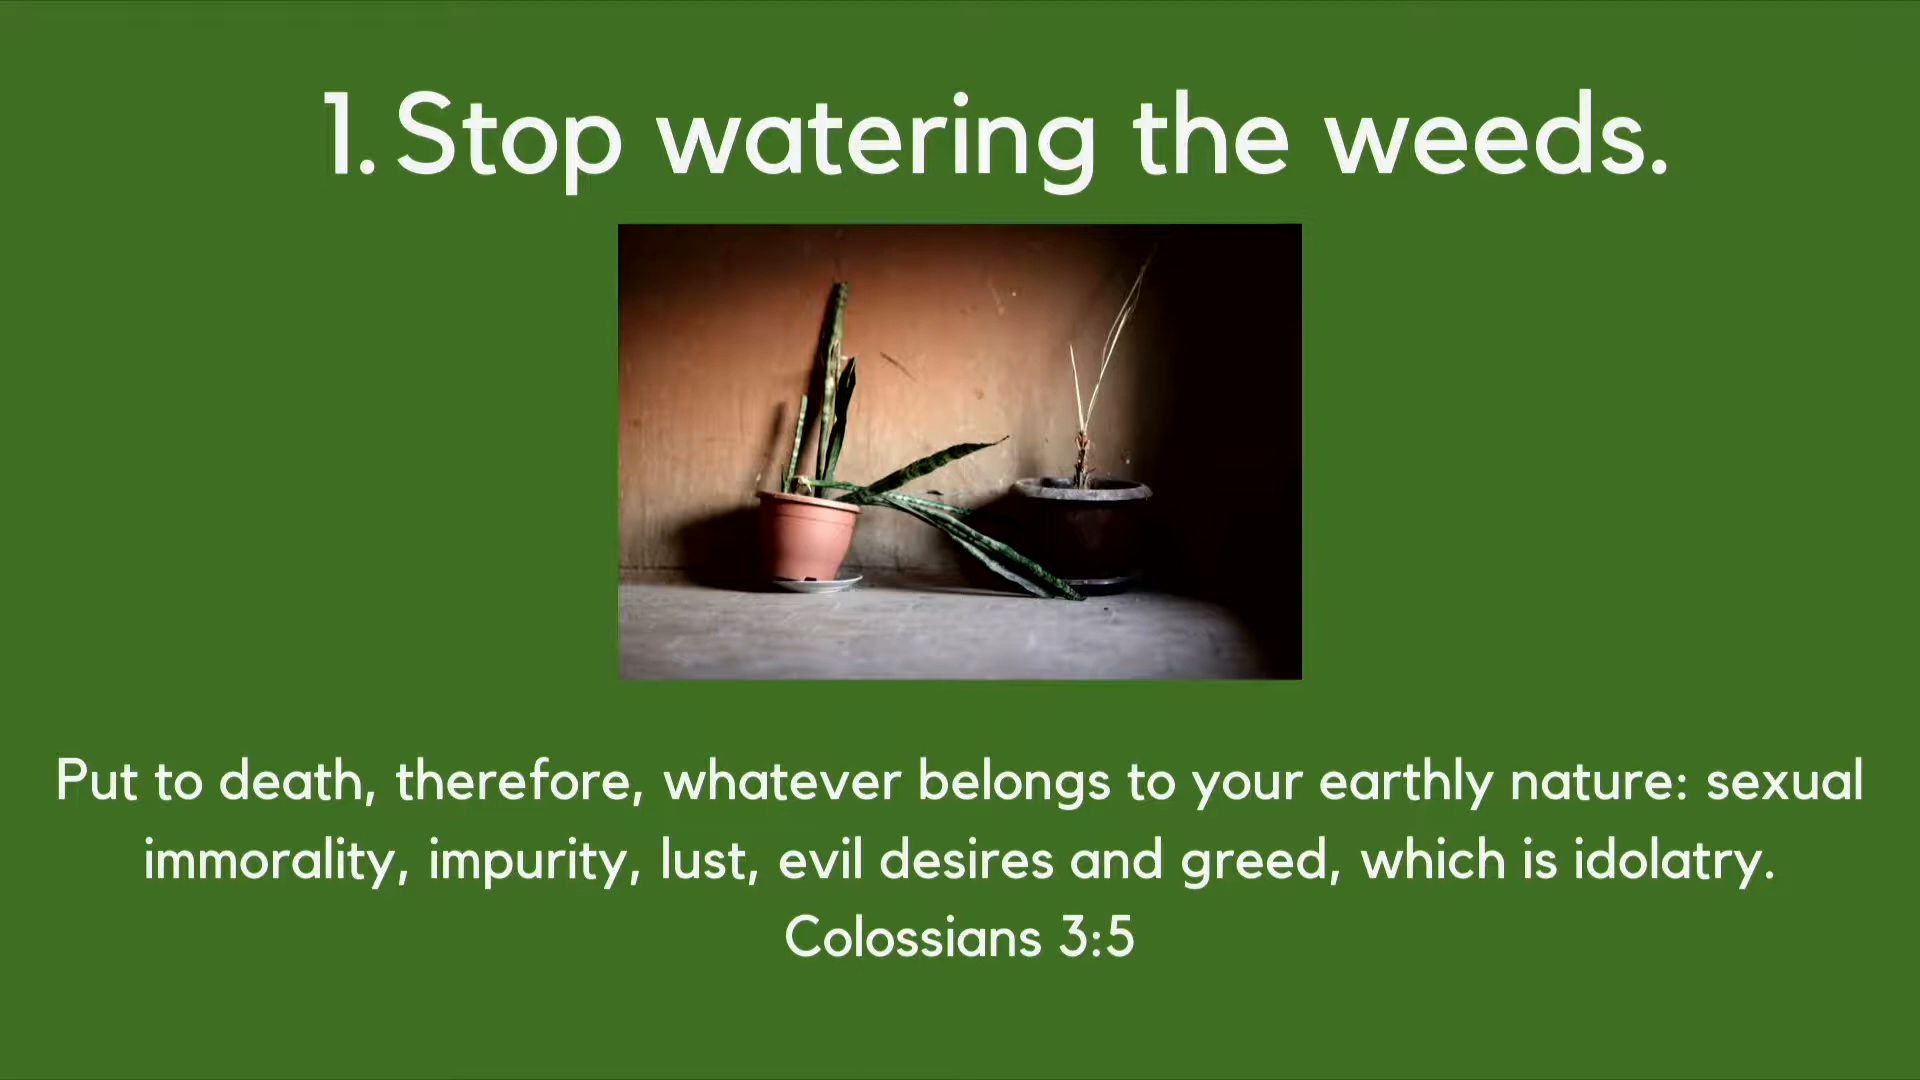 1. Stop watering the weeds.
Put to death, therefore, whatever belongs to your earthly nature: sexual
immorality, impurity, lust, evil desires and greed, which is idolatry.
Colossians 3:5